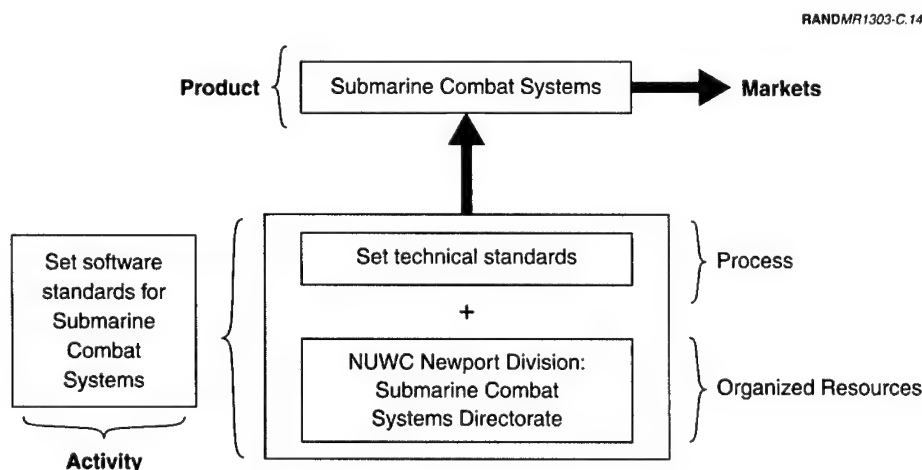 RANDMR1303-C.14
Product
Submarine Combat Systems
Markets
Set software
standards for
Submarine
Combat
Systems
Activity
Set technical standards
Process
+
NUWC Newport Division:
Submarine Combat
Systems Directorate
Organized Resources